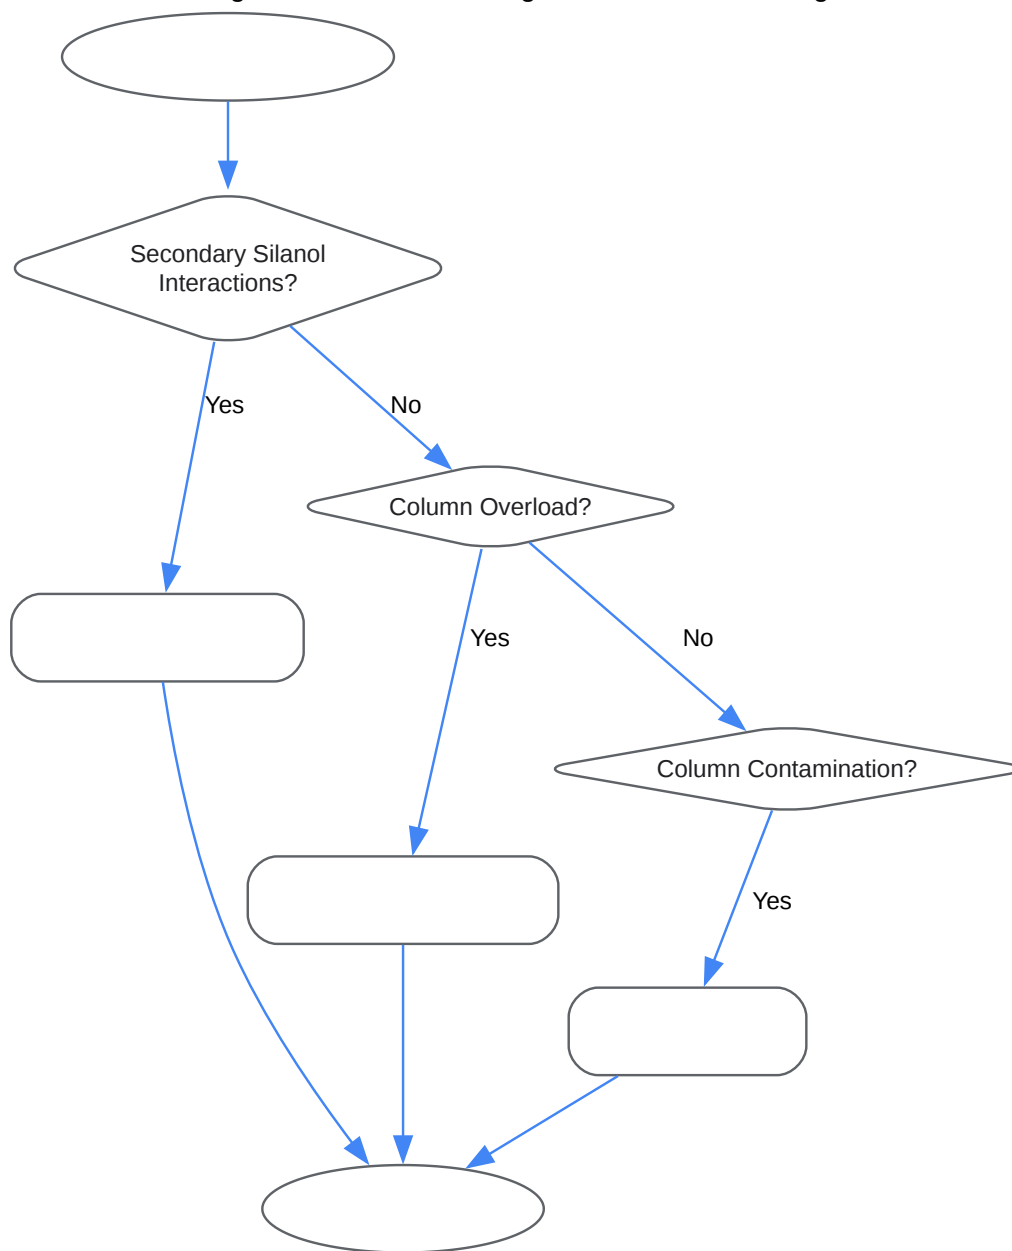 Secondary Silanol
Interactions?
Yes
No
Column Overload?
Yes
No
Column Contamination?
Yes